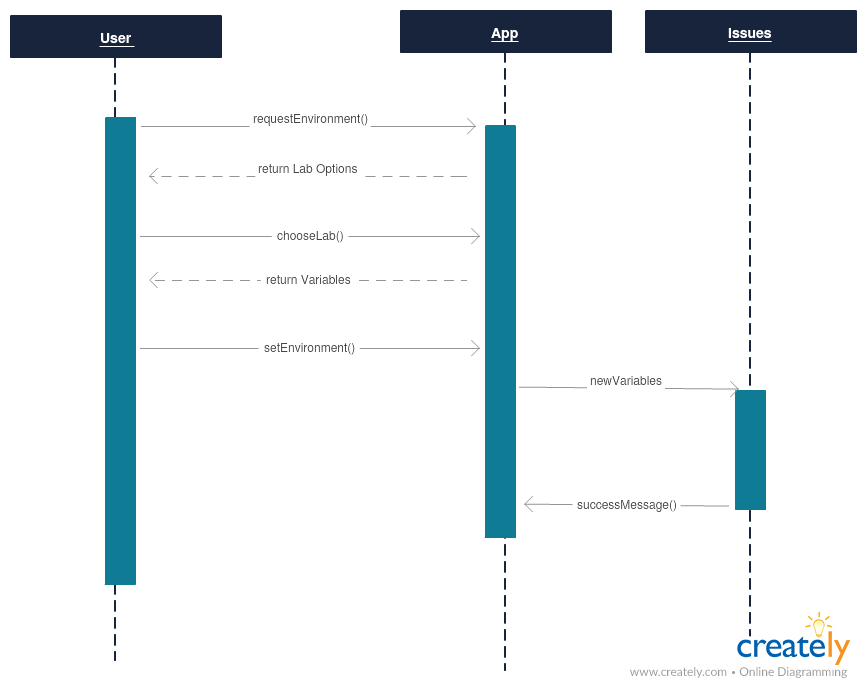 User
App
Issues
requestEnvironment()
return Lab Options
chooseLab()
return Variables
setEnvironment()
newVariables
successMessage()
creately
www.creately.com • Online Diagramming